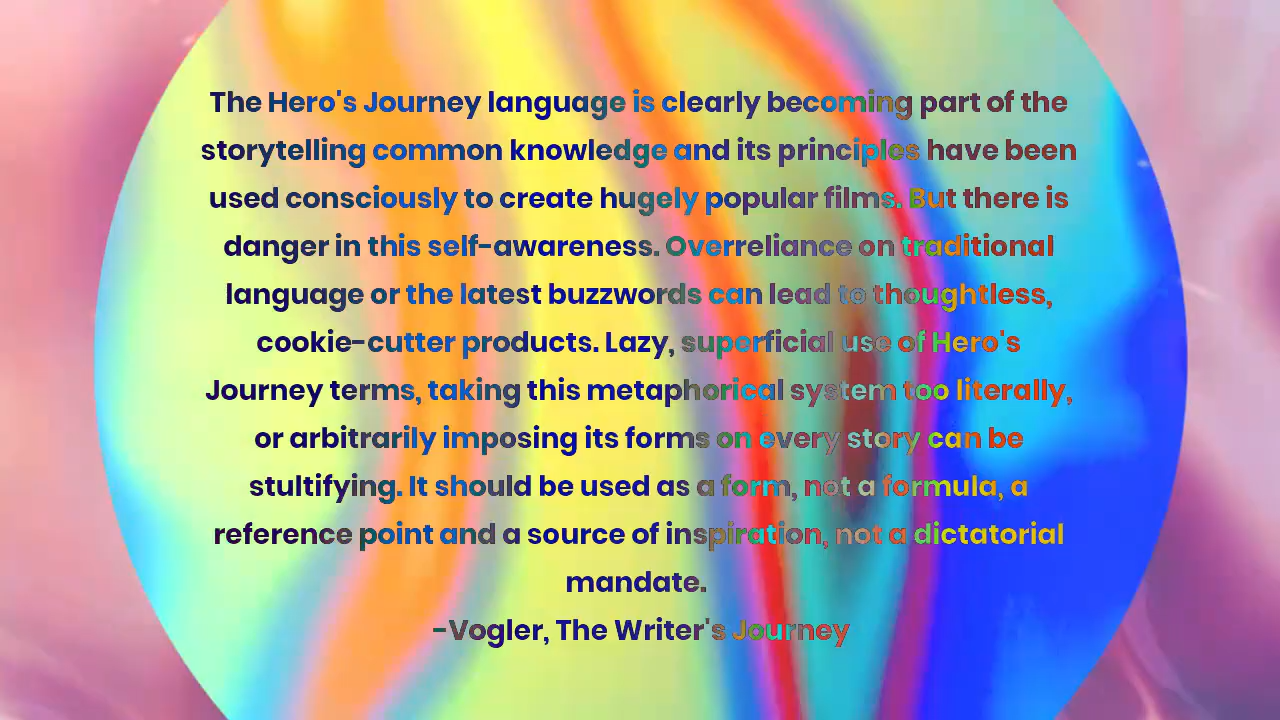 The Hero's Journey language is clearly becoming part of the
storytelling common knowledge and its principles have been
used consciously to create hugely popular films. But there is
danger in this self-awareness. Overreliance on traditional
language or the latest buzzwords can lead to thoughtless,
cookie-cutter products. Lazy, superficial use of Hero's
Journey terms, taking this metaphorical system too literally,
or arbitrarily imposing its forms on every story can be
stultifying. It should be used as a form, not a formula, a
reference point and a source of inspiration, not a dictatorial
mandate.
-Vogler, The Writer's Journey